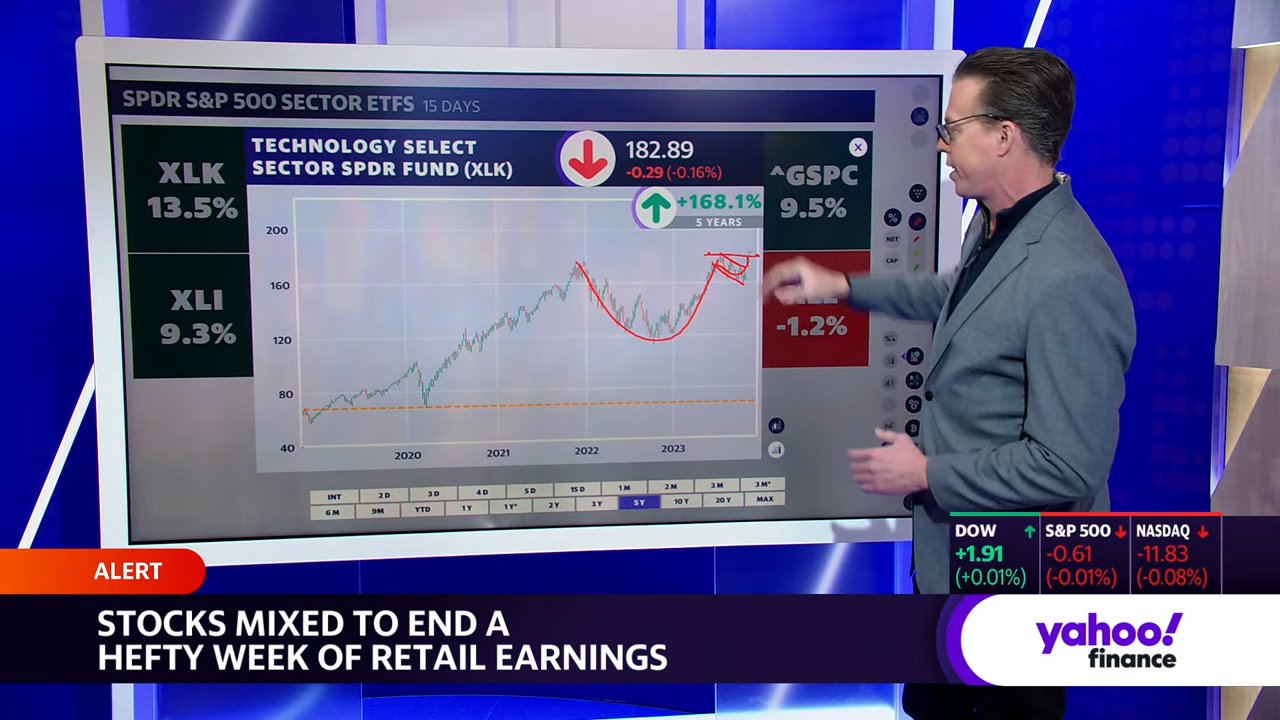 SPDR S&P 500 SECTOR ETFS 15 DAYS
XLK
13.5%
XLI
9.3%
TECHNOLOGY SELECT
SECTOR SPDR FUND (XLK)
182.89
-0.29 (-0.16%)
+168.1%
5 YEARS
^GSPC
9.5%
-1.2%
200
160
120
80
40
2020
2021
2022
2023
%
NET
CAP
INT 2 D 3 D 4 D 5 D 15 D 1 M 2 M 3 M 3 M*
6 M 9M YTD 1 Y 1 Y* 2 Y 3 Y 5 Y 10 Y 20 Y MAX
DOW
+1.91
(+0.01%)
S&P 500
-0.61
(-0.01%)
NASDAQ
-11.83
(-0.08%)
ALERT
STOCKS MIXED TO END A
HEFTY WEEK OF RETAIL EARNINGS
yahoo!
finance